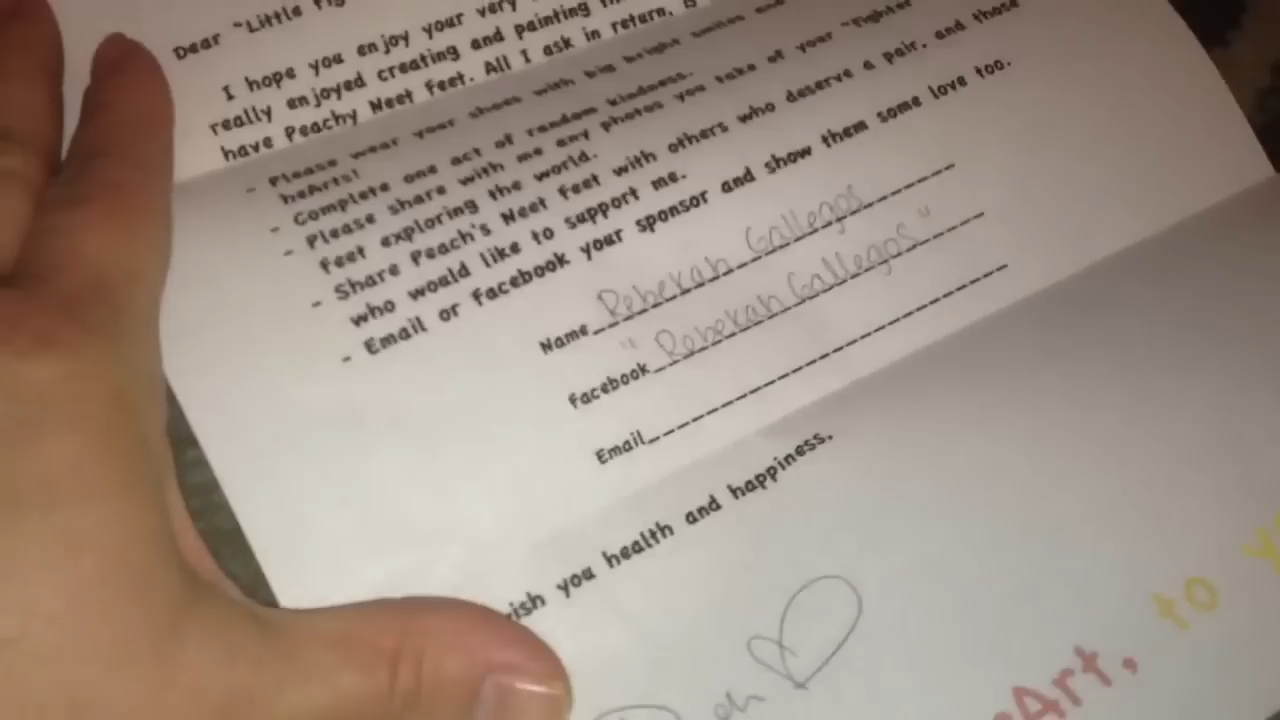 Dear "Little
I hope you enjoy your very
really enjoyed creating and painting
have Peachy Neet Feet. All I ask in return, is
- Please wear your shoes with big bright smiles and
heArts!
- Complete one act of random kindness.
- Please share with me any photos you take of your "Fighter
feet exploring the world.
- Share Peach's Neet Feet with others who deserve a pair, and those
who would like to support me.
- Email or facebook your sponsor and show them some love too.
Name Rebekah Gallegos
facebook "Rebekah Gallegos"
Email
wish you health and happiness.
eArt, to